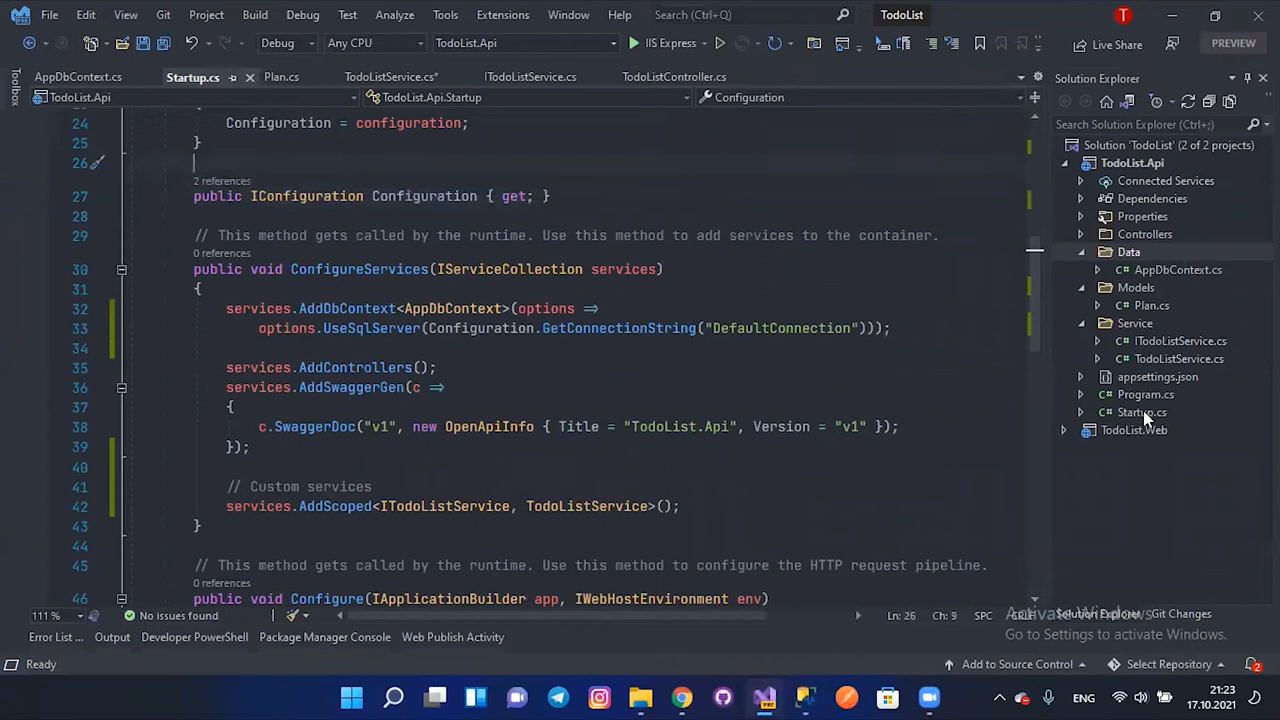 File Edit View Git Project Build Debug Test Analyze Tools Extensions Window Help Search (Ctrl+Q) TodoList T
Debug Any CPU TodoList.Api IIS Express Live Share PREVIEW
Toolbox
AppDbContext.cs Startup.cs Plan.cs TodoListService.cs* ITodoListService.cs TodoListController.cs
TodoList.Api TodoList.Api.Startup Configuration
24 Configuration = configuration;
25 }
26
2 references
27 public IConfiguration Configuration { get; }
28
29 // This method gets called by the runtime. Use this method to add services to the container.
0 references
30 public void ConfigureServices(IServiceCollection services)
31 {
32 services.AddDbContext<AppDbContext>(options =>
33 options.UseSqlServer(Configuration.GetConnectionString("DefaultConnection")));
34
35 services.AddControllers();
36 services.AddSwaggerGen(c =>
37 {
38 c.SwaggerDoc("v1", new OpenApiInfo { Title = "TodoList.Api", Version = "v1" });
39 });
40
41 // Custom services
42 services.AddScoped<ITodoListService, TodoListService>();
43 }
44
45 // This method gets called by the runtime. Use this method to configure the HTTP request pipeline.
0 references
46 public void Configure(IApplicationBuilder app, IWebHostEnvironment env)
111 % No issues found Ln: 26 Ch: 9 SPC
Error List ... Output Developer PowerShell Package Manager Console Web Publish Activity
Solution Explorer
Search Solution Explorer (Ctrl+;)
Solution 'TodoList' (2 of 2 projects)
TodoList.Api
Connected Services
Dependencies
Properties
Controllers
Data
AppDbContext.cs
Models
Plan.cs
Service
ITodoListService.cs
TodoListService.cs
appsettings.json
Program.cs
Startup.cs
TodoList.Web
Solution Explorer Git Changes
Activate Windows
Go to Settings to activate Windows.
Ready Add to Source Control Select Repository 2
ENG 21:23
17.10.2021